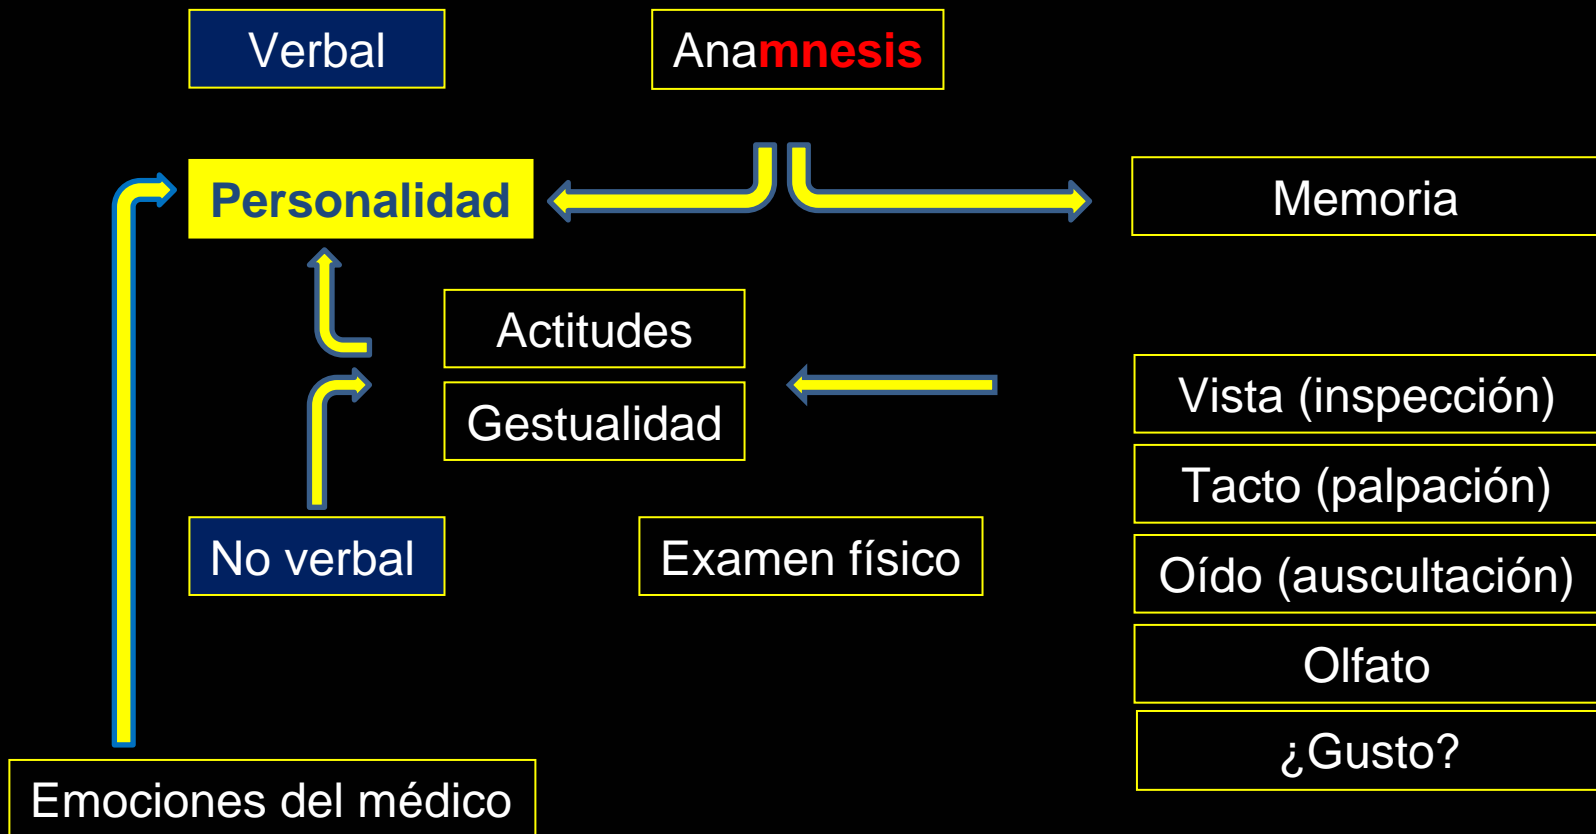 Verbal
Anamnesis
Personalidad
Memoria
Actitudes
Gestualidad
Vista (inspección)
Tacto (palpación)
No verbal
Examen físico
Oído (auscultación)
Olfato
¿Gusto?
Emociones del médico